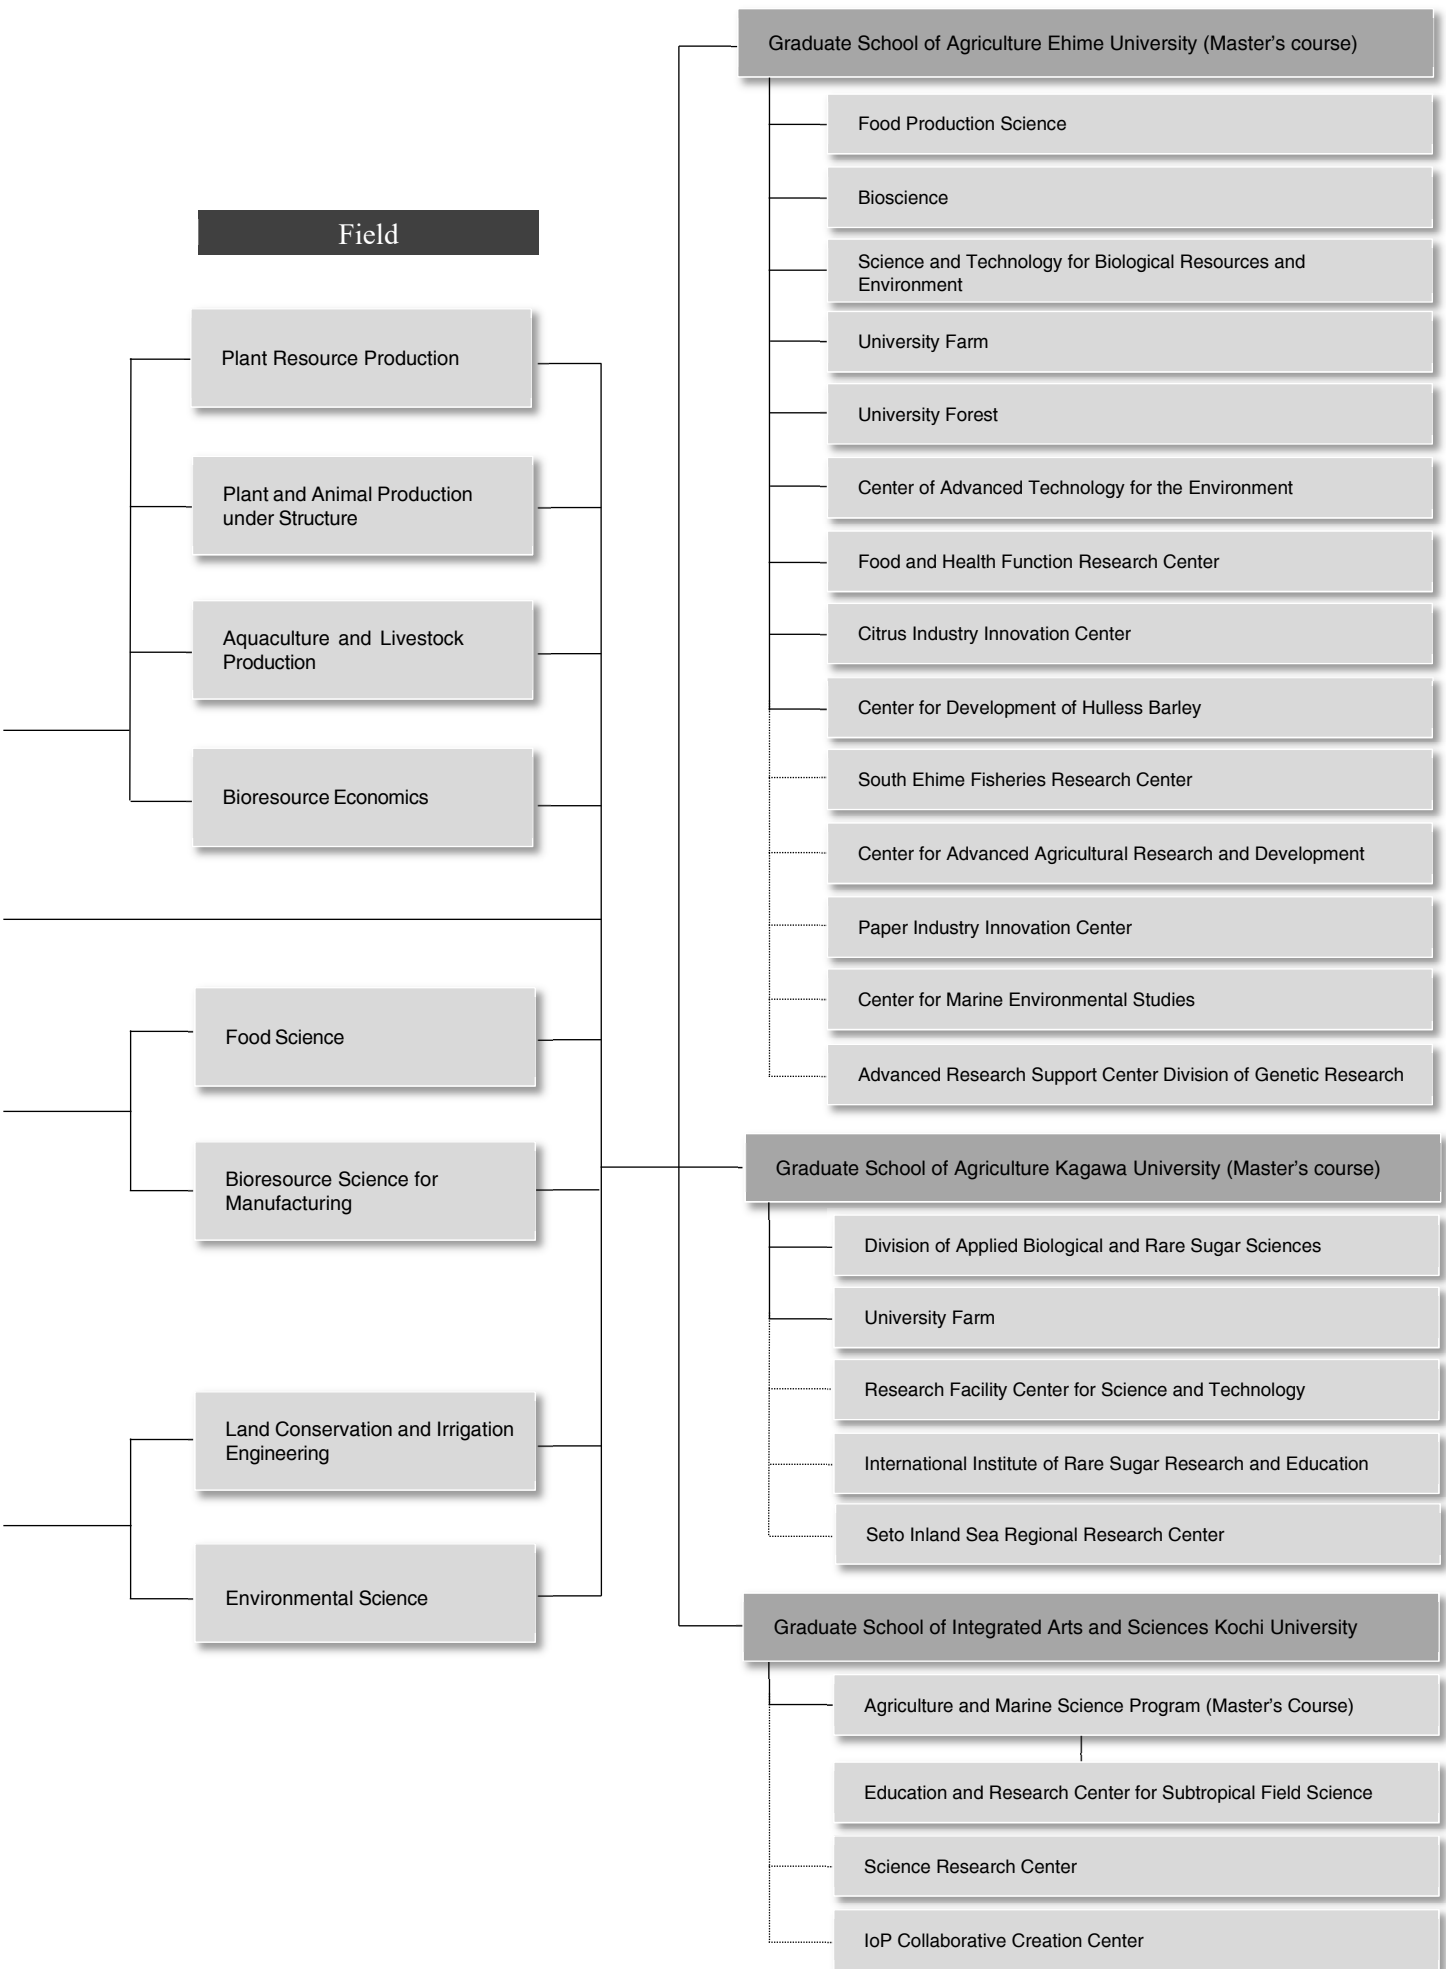 Field
Plant Resource Production
Plant and Animal Production
under Structure
Aquaculture and Livestock
Production
Bioresource Economics
Food Science
Bioresource Science for
Manufacturing
Land Conservation and Irrigation
Engineering
Environmental Science
Graduate School of Agriculture Ehime University (Master's course)
Food Production Science
Bioscience
Science and Technology for Biological Resources and
Environment
University Farm
University Forest
Center of Advanced Technology for the Environment
Food and Health Function Research Center
Citrus Industry Innovation Center
Center for Development of Hulless Barley
South Ehime Fisheries Research Center
Center for Advanced Agricultural Research and Development
Paper Industry Innovation Center
Center for Marine Environmental Studies
Advanced Research Support Center Division of Genetic Research
Graduate School of Agriculture Kagawa University (Master's course)
Division of Applied Biological and Rare Sugar Sciences
University Farm
Research Facility Center for Science and Technology
International Institute of Rare Sugar Research and Education
Seto Inland Sea Regional Research Center
Graduate School of Integrated Arts and Sciences Kochi University
Agriculture and Marine Science Program (Master's Course)
Education and Research Center for Subtropical Field Science
Science Research Center
IoP Collaborative Creation Center